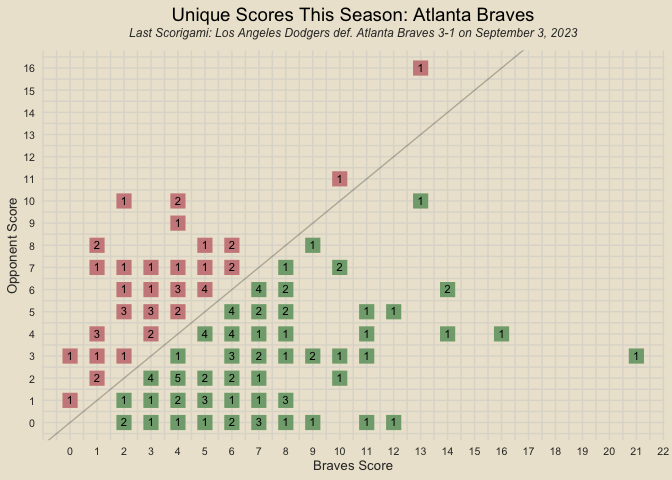 Unique Scores This Season: Atlanta Braves
Last Scorigami: Los Angeles Dodgers def. Atlanta Braves 3-1 on September 3, 2023
Opponent Score
16 1
15
14
13
12
11 1
10 1 2 1
9 1
8 2 1 2 1
7 1 1 1 1 1 2 1 2
6 1 1 3 4 4 2 2
5 3 3 2 4 2 2 1 1
4 3 2 4 4 1 1 1 1 1
3 1 1 1 1 3 2 1 2 1 1 1
2 2 4 5 2 2 1 1
1 1 1 1 2 3 1 1 3
0 2 1 1 1 2 3 1 1 1 1
0 1 2 3 4 5 6 7 8 9 10 11 12 13 14 15 16 17 18 19 20 21 22
Braves Score